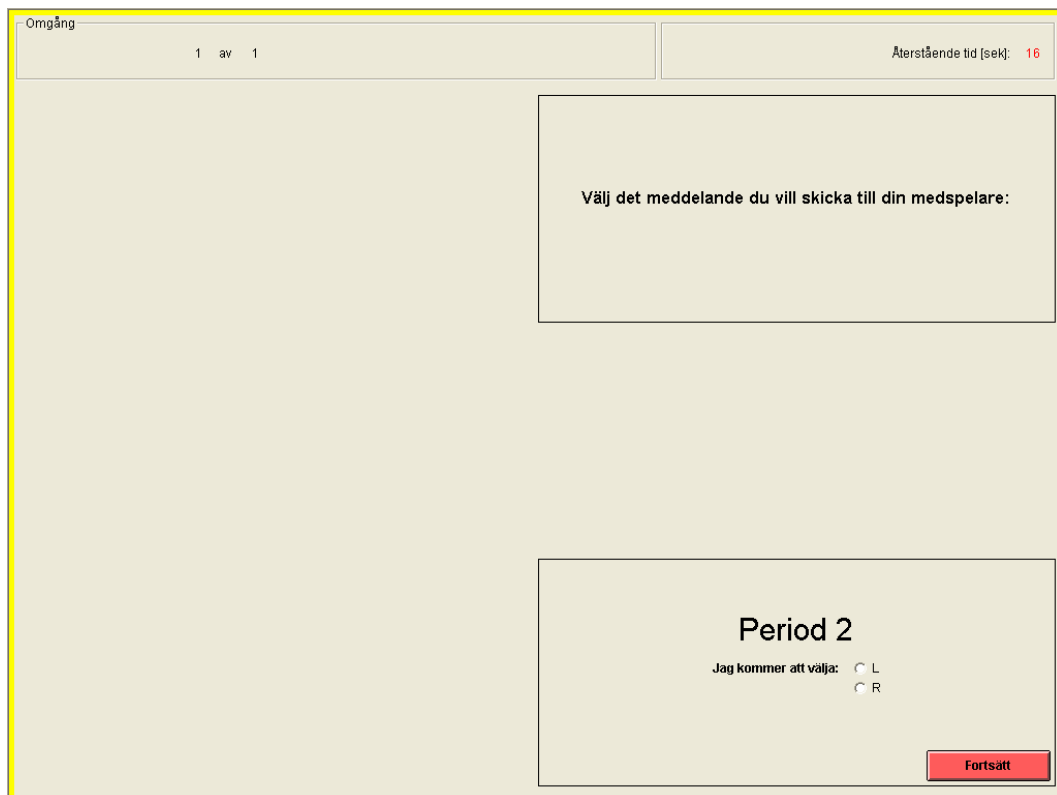 Omgång
1 av 1
Återstående tid [sek]: 16
Välj det meddelande du vill skicka till din medspelare:
Period 2
Jag kommer att välja: L
R
Fortsätt